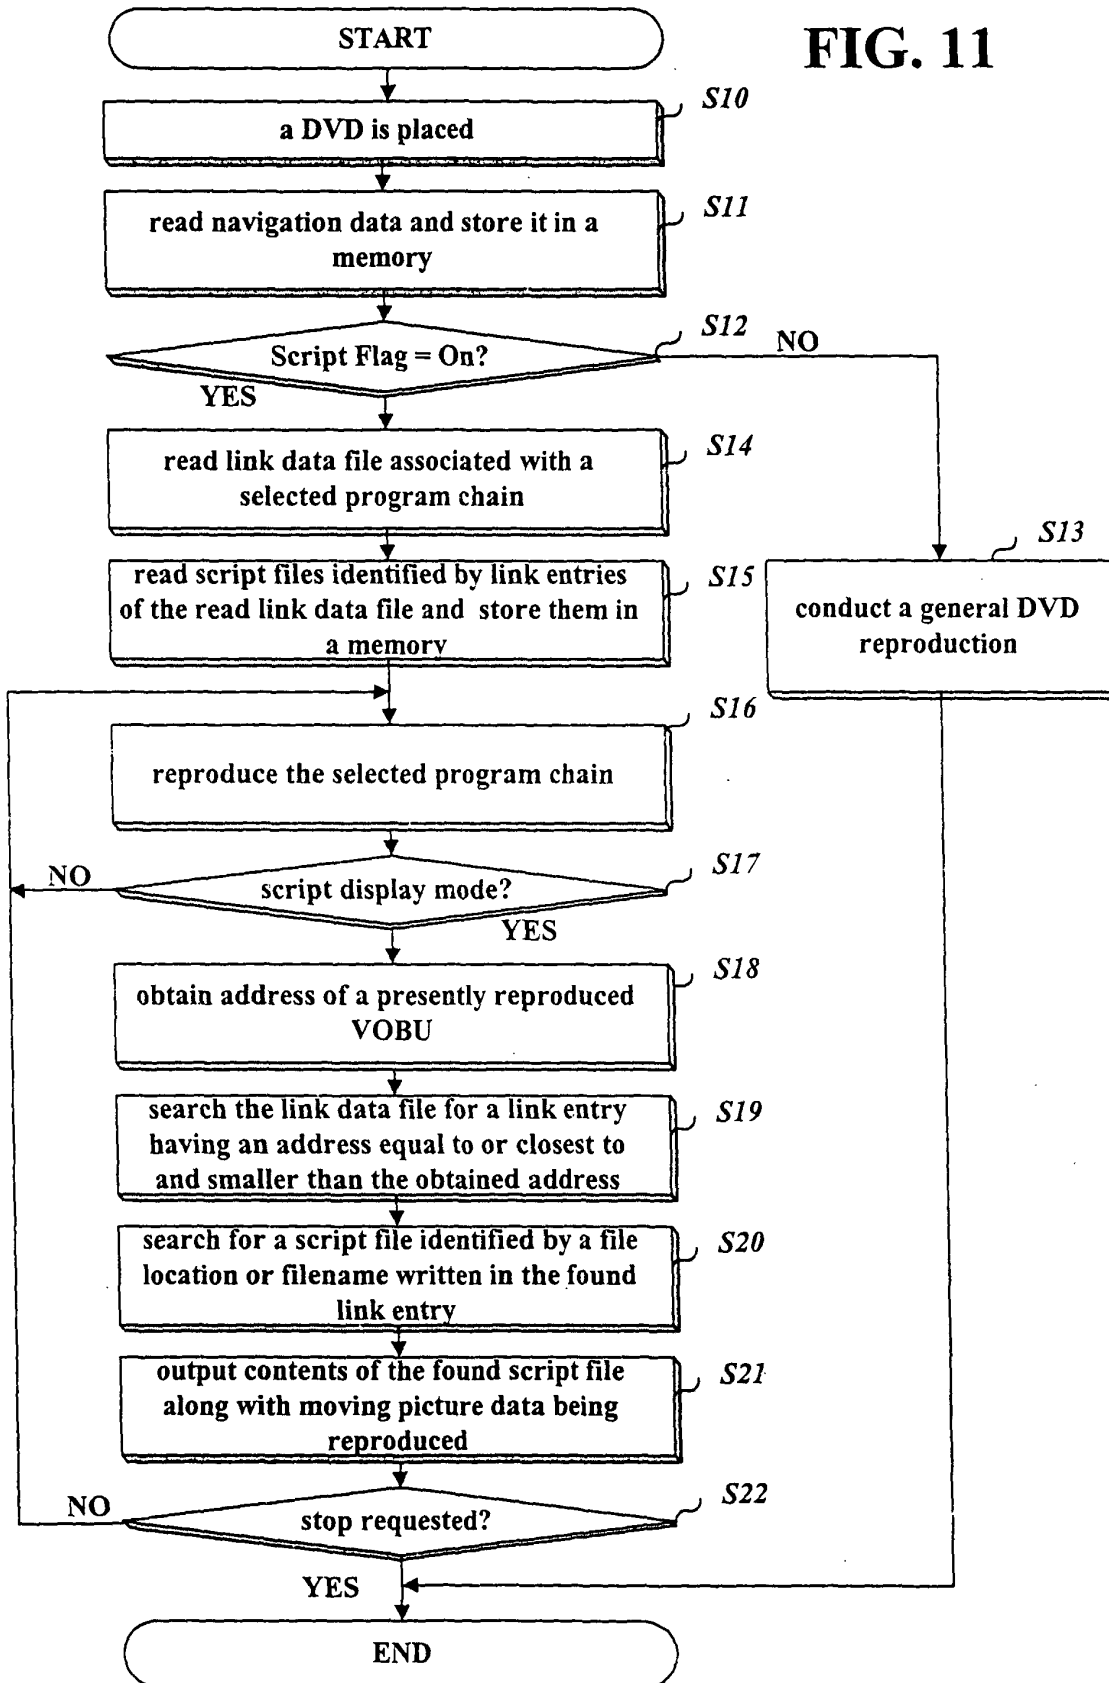 START
FIG. 11
S10
a DVD is placed
S11
read navigation data and store it in a
memory
S12
Script Flag = On?
NO
YES
S14
read link data file associated with a
selected program chain
S13
conduct a general DVD
reproduction
S15
read script files identified by link entries
of the read link data file and store them in
a memory
S16
reproduce the selected program chain
S17
script display mode?
NO
YES
S18
obtain address of a presently reproduced
VOBU
S19
search the link data file for a link entry
having an address equal to or closest to
and smaller than the obtained address
S20
search for a script file identified by a file
location or filename written in the found
link entry
S21
output contents of the found script file
along with moving picture data being
reproduced
S22
stop requested?
NO
YES
END